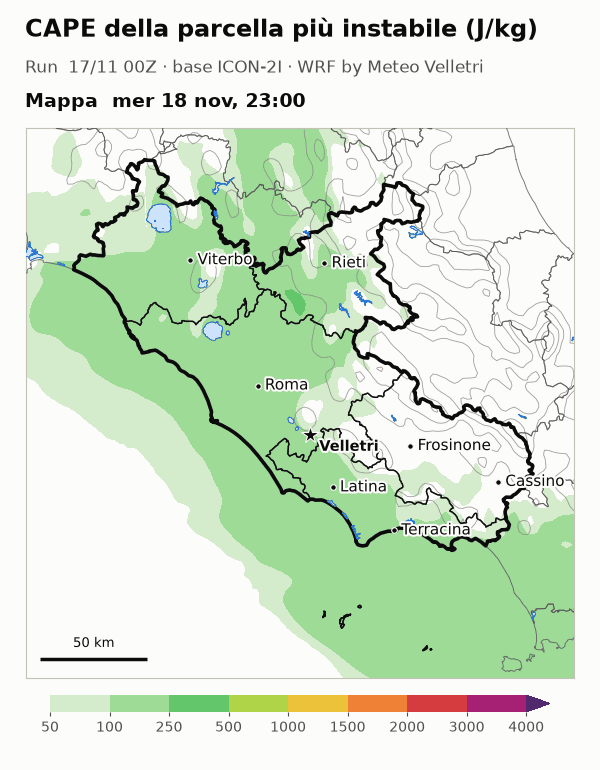 CAPE della parcella più instabile (J/kg)
Run 17/11 00Z · base ICON-2I · WRF by Meteo Velletri
Mappa mer 18 nov, 23:00
Viterbo
Rieti
Roma
Velletri
Frosinone
Latina
Cassino
Terracina
50 km
50 100 250 500 1000 1500 2000 3000 4000